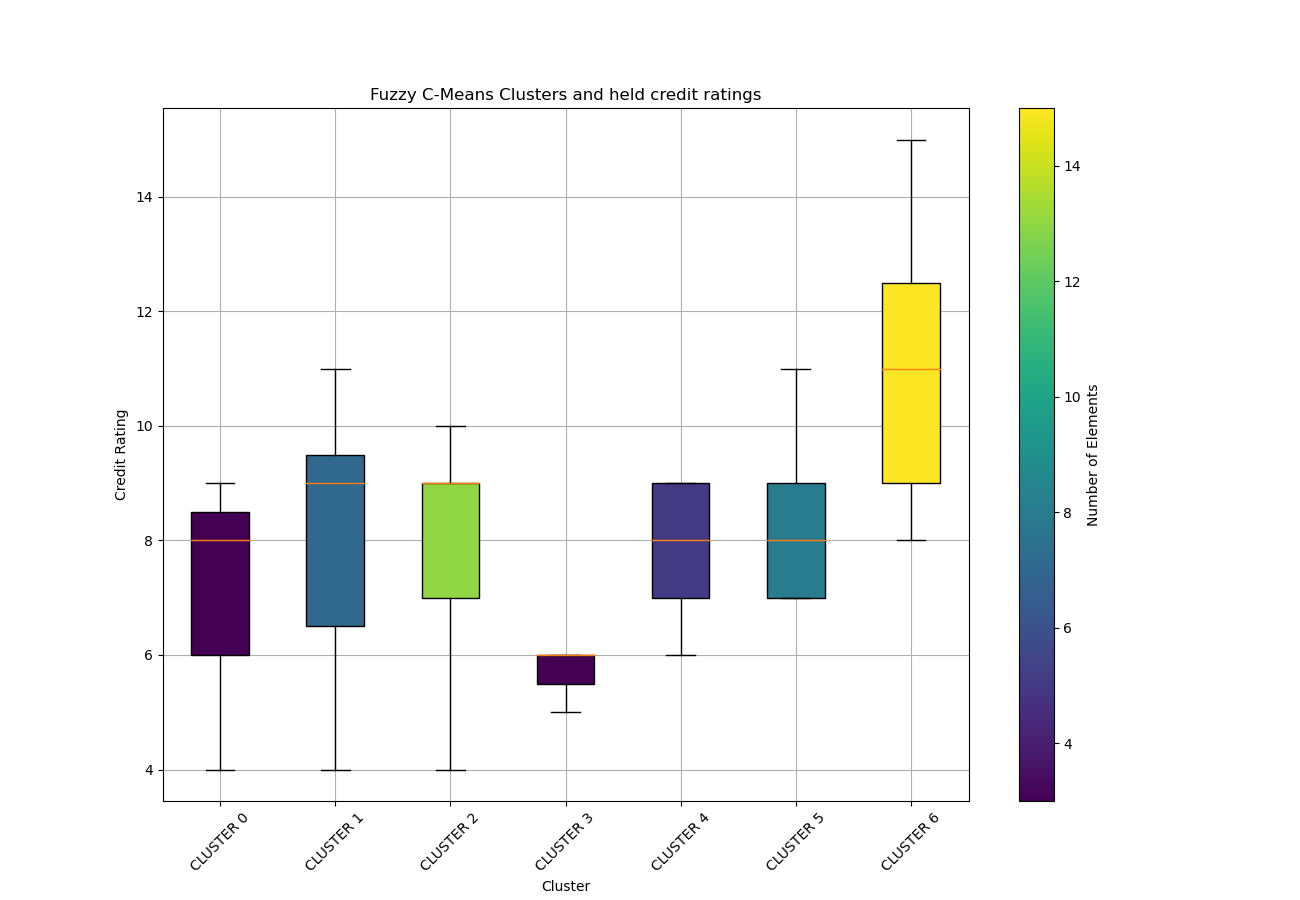 Fuzzy C-Means Clusters and held credit ratings
Credit Rating
14
12
10
8
6
4
CLUSTER 0
CLUSTER 1
CLUSTER 2
CLUSTER 3
CLUSTER 4
CLUSTER 5
CLUSTER 6
Cluster
14
12
10
8
6
4
Number of Elements